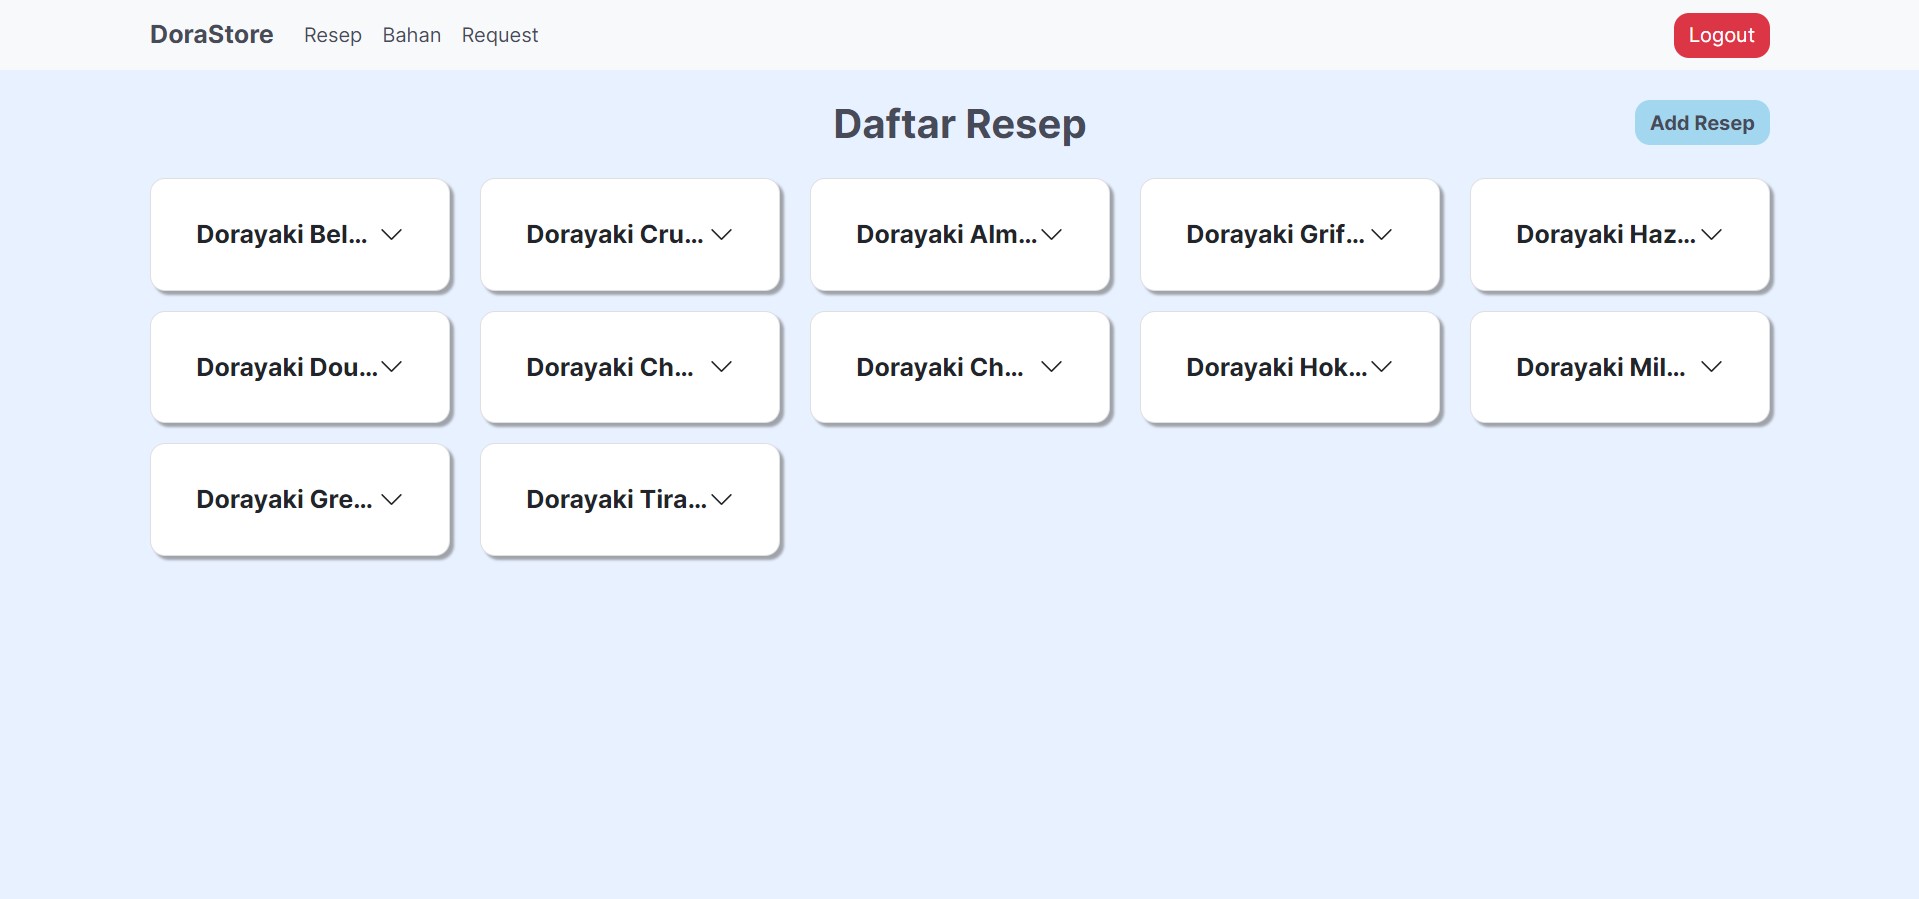 DoraStore Resep Bahan Request Logout
Daftar Resep Add Resep
Dorayaki Bel... Dorayaki Cru... Dorayaki Alm... Dorayaki Grif... Dorayaki Haz...
Dorayaki Dou... Dorayaki Ch... Dorayaki Ch... Dorayaki Hok... Dorayaki Mil...
Dorayaki Gre... Dorayaki Tira...